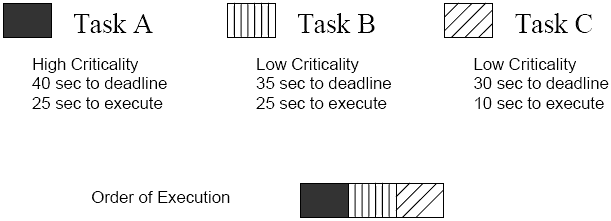 Task A
Task B
Task C
High Criticality
40 sec to deadline
25 sec to execute
Low Criticality
35 sec to deadline
25 sec to execute
Low Criticality
30 sec to deadline
10 sec to execute
Order of Execution